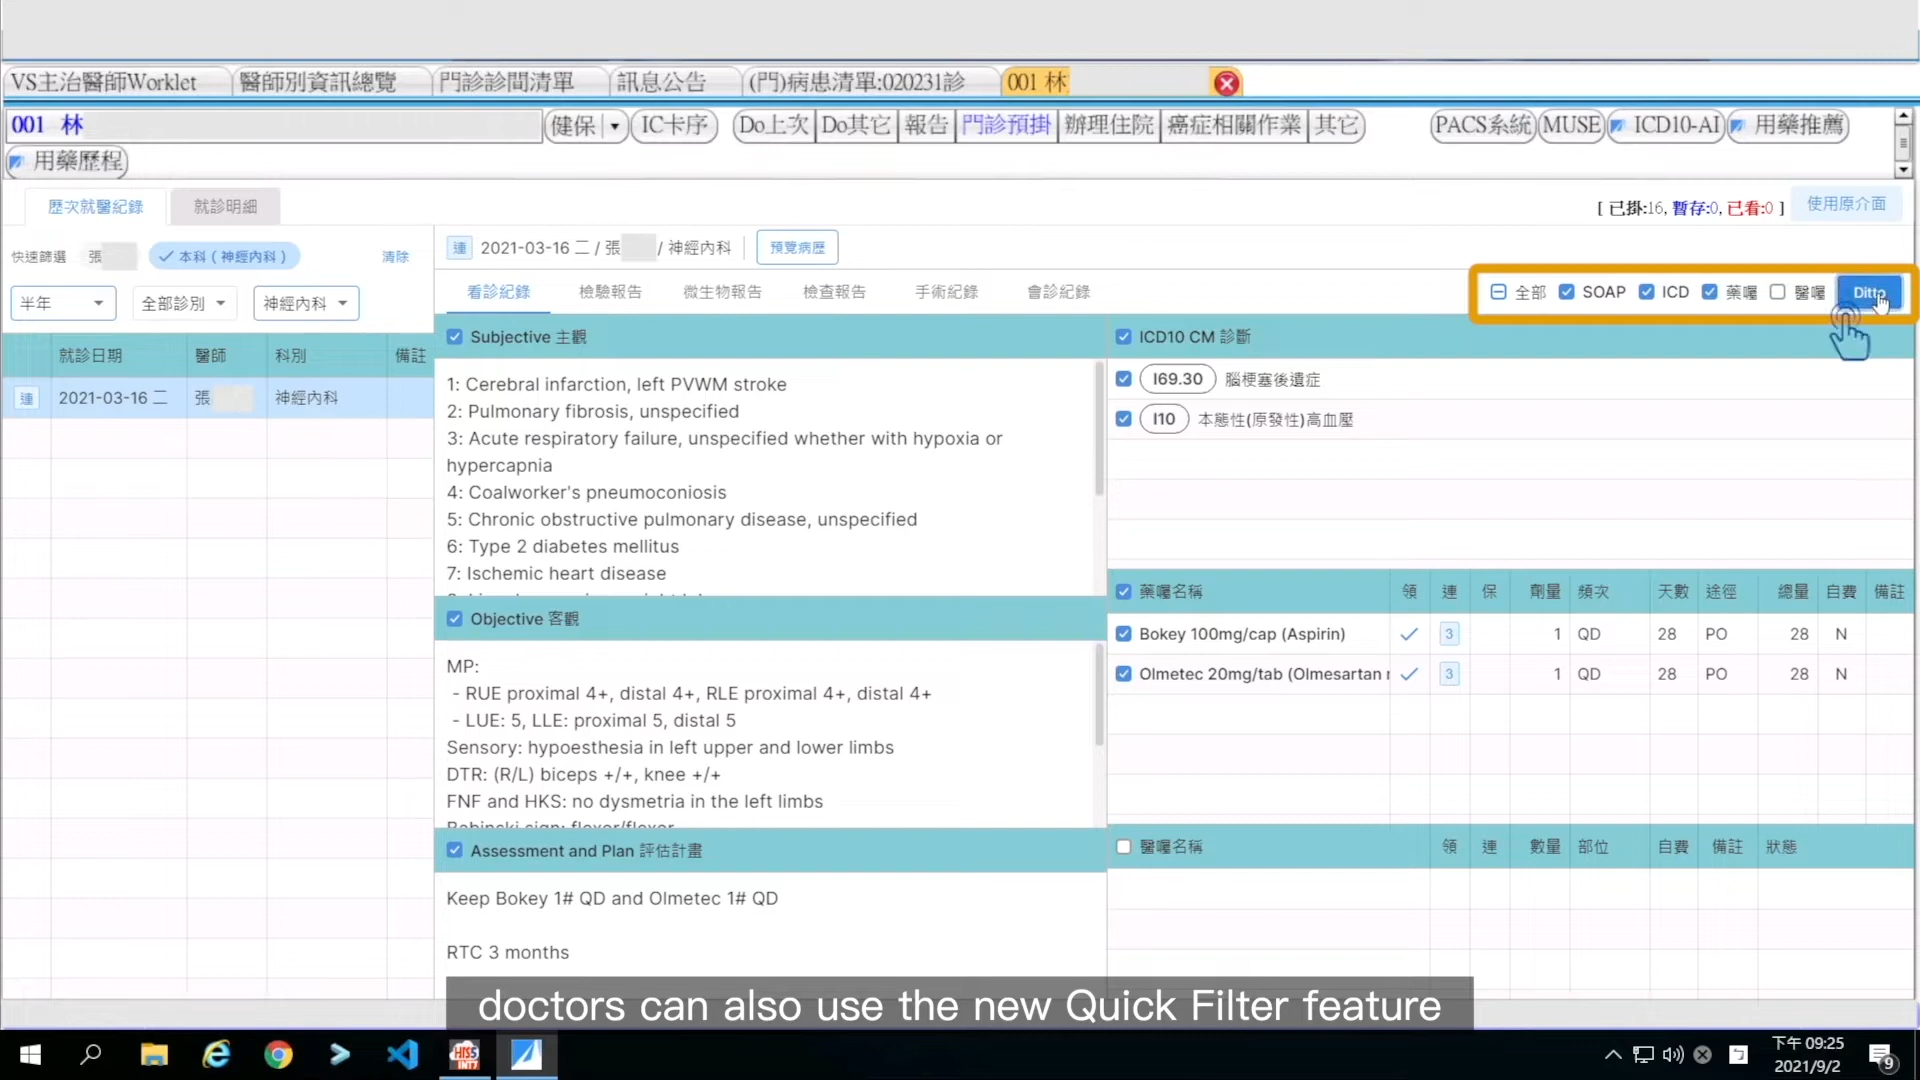 VS主治醫師Worklet 醫師別資訊總覽 門診診間清單 訊息公告 (門)病患清單:020231診 001 林
001 林 健保 IC卡序 Do上次 Do其它 報告 門診預掛 辦理住院 癌症相關作業 其它 PACS系統 MUSE ICD10-AI 用藥推薦
用藥歷程
歷次就醫紀錄 就診明細 [ 已掛:16, 暫存:0, 已看:0 ] 使用原介面
快速篩選 張 本科 ( 神經內科 ) 清除
連 2021-03-16 二 / 張 / 神經內科 預覽病歷
半年 全部診別 神經內科
看診紀錄 檢驗報告 微生物報告 檢查報告 手術紀錄 會診紀錄
全部 SOAP ICD 藥囑 醫囑 Ditto
就診日期 醫師 科別 備註
連 2021-03-16 二 張 神經內科
Subjective 主觀
1: Cerebral infarction, left PVWM stroke
2: Pulmonary fibrosis, unspecified
3: Acute respiratory failure, unspecified whether with hypoxia or
hypercapnia
4: Coalworker's pneumoconiosis
5: Chronic obstructive pulmonary disease, unspecified
6: Type 2 diabetes mellitus
7: Ischemic heart disease
Objective 客觀
MP:
- RUE proximal 4+, distal 4+, RLE proximal 4+, distal 4+
- LUE: 5, LLE: proximal 5, distal 5
Sensory: hypoesthesia in left upper and lower limbs
DTR: (R/L) biceps +/+, knee +/+
FNF and HKS: no dysmetria in the left limbs
Babinski sign: flexor/flexor
Assessment and Plan 評估計畫
Keep Bokey 1# QD and Olmetec 1# QD
RTC 3 months
ICD10 CM 診斷
I69.30 腦梗塞後遺症
I10 本態性(原發性)高血壓
藥囑名稱 領 連 保 劑量 頻次 天數 途徑 總量 自費 備註
Bokey 100mg/cap (Aspirin) 3 1 QD 28 PO 28 N
Olmetec 20mg/tab (Olmesartan 3 1 QD 28 PO 28 N
醫囑名稱 領 連 數量 部位 自費 備註 狀態
doctors can also use the new Quick Filter feature
HIS5
INT7
下午 09:25
2021/9/2
9